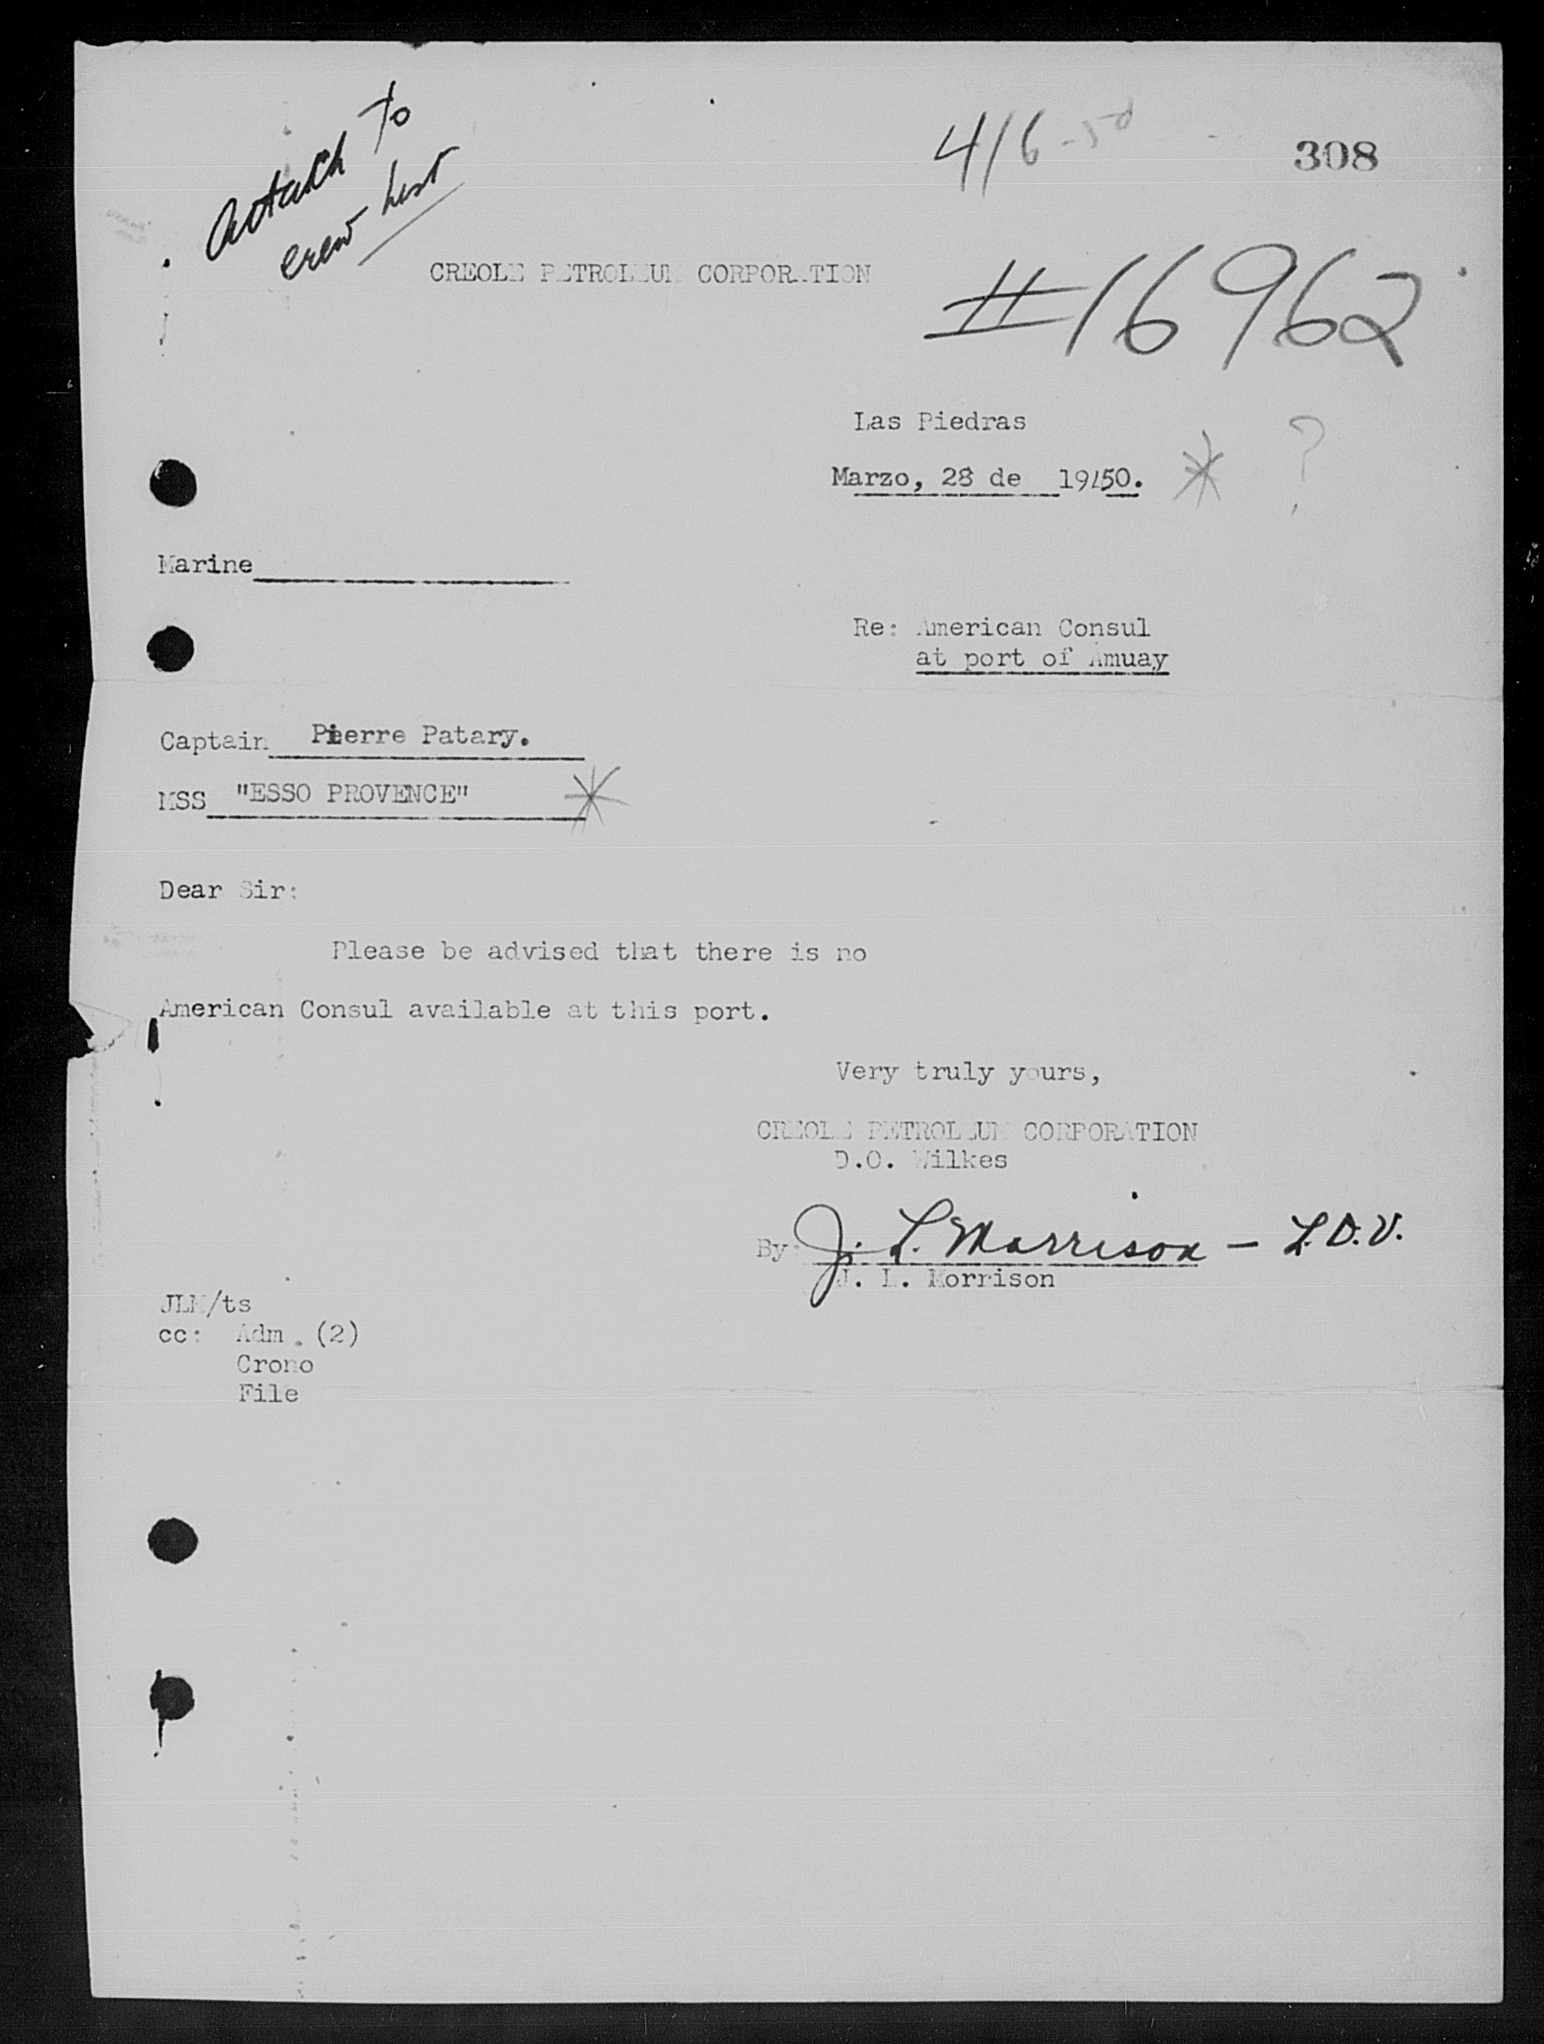 Attach To
crew list
4/6-50
308
CREOLE PETROLEUM CORPORATION
#16962
Las Piedras
Marzo, 28 de 19450.
?
Marine
Re: American Consul
at port of Amuay
Captain Pierre Patary.
MSS "ESSO PROVENCE"
Dear Sir:
Please be advised that there is no
American Consul available at this port.
Very truly yours,
CREOLE PETROLEUM CORPORATION
D.O. Wilkes
By: J. L. Morrison - L.D.V.
J. L. Morrison
JLM/ts
cc: Adm. (2)
Crono
File